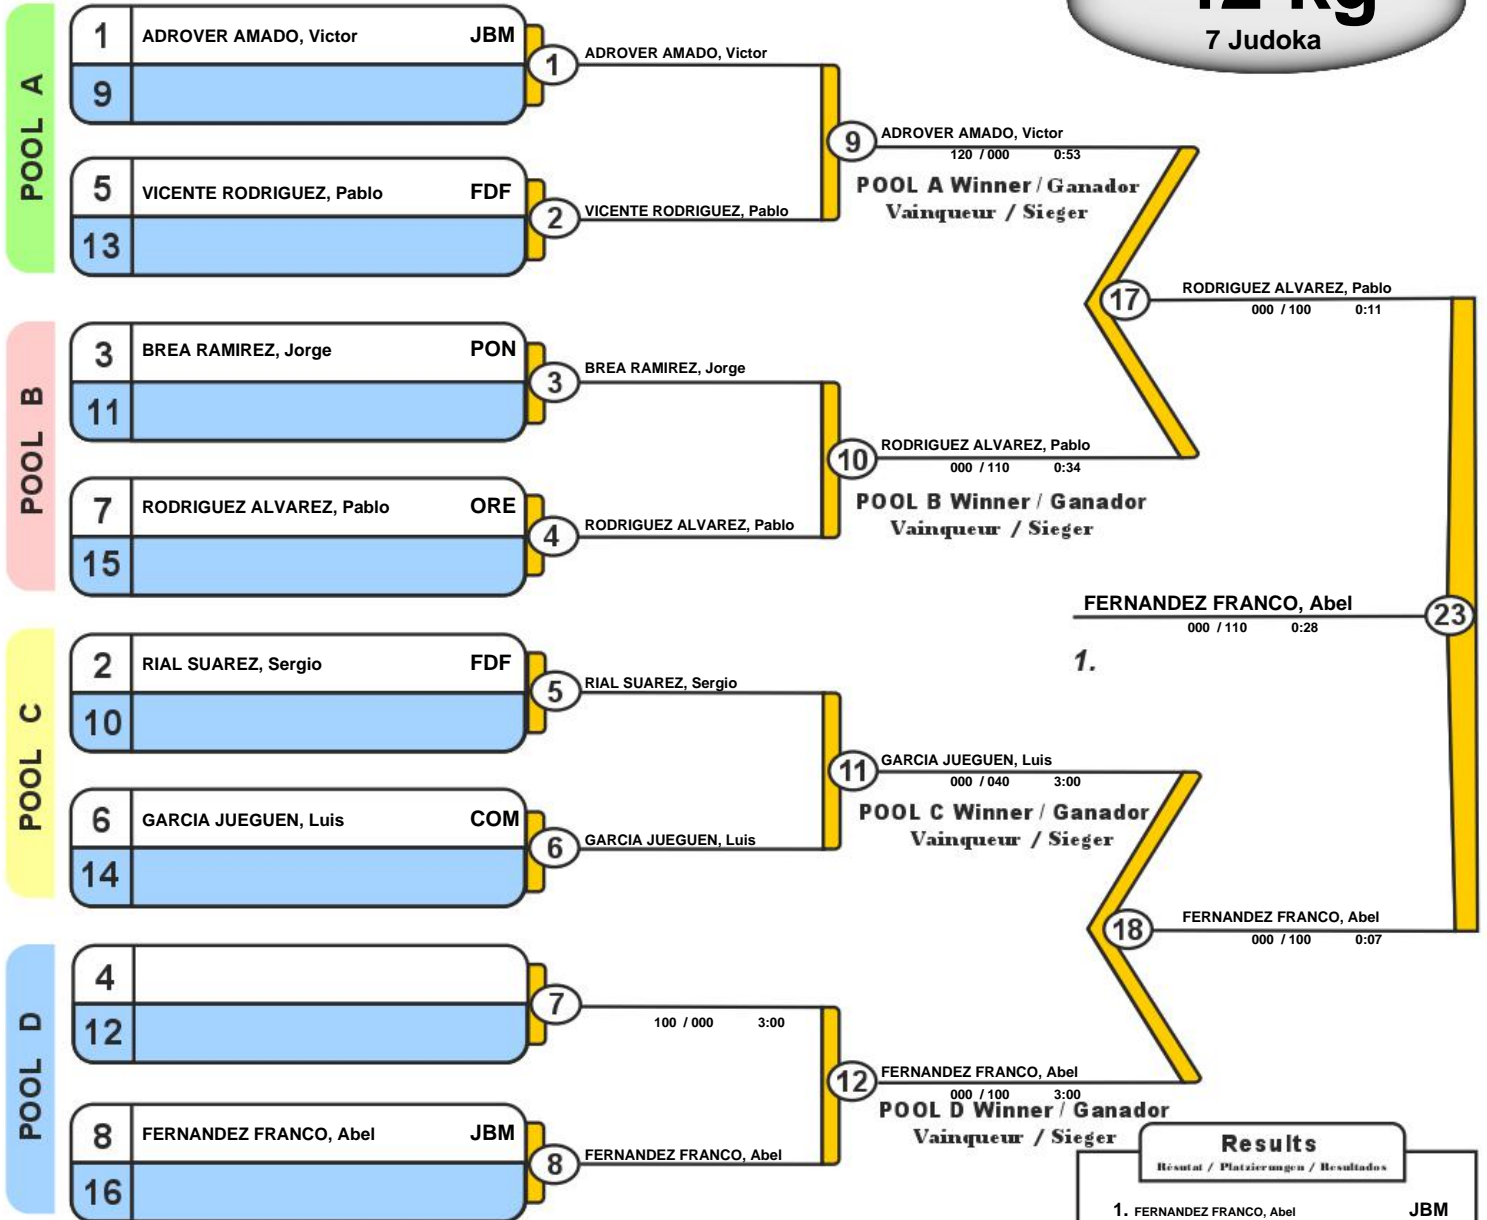 kg
7 Judoka
POOL A
1 ADROVER AMADO, Victor JBM
9
5 VICENTE RODRIGUEZ, Pablo FDF
13
1 ADROVER AMADO, Victor
2 VICENTE RODRIGUEZ, Pablo
9 ADROVER AMADO, Victor
120 / 000 0:53
POOL A Winner / Ganador
Vainqueur / Sieger
POOL B
3 BREA RAMIREZ, Jorge PON
11
7 RODRIGUEZ ALVAREZ, Pablo ORE
15
3 BREA RAMIREZ, Jorge
4 RODRIGUEZ ALVAREZ, Pablo
10 RODRIGUEZ ALVAREZ, Pablo
000 / 110 0:34
POOL B Winner / Ganador
Vainqueur / Sieger
17 RODRIGUEZ ALVAREZ, Pablo
000 / 100 0:11
FERNANDEZ FRANCO, Abel 23
000 / 110 0:28
1.
POOL C
2 RIAL SUAREZ, Sergio FDF
10
6 GARCIA JUEGUEN, Luis COM
14
5 RIAL SUAREZ, Sergio
6 GARCIA JUEGUEN, Luis
11 GARCIA JUEGUEN, Luis
000 / 040 3:00
POOL C Winner / Ganador
Vainqueur / Sieger
18 FERNANDEZ FRANCO, Abel
000 / 100 0:07
POOL D
4
12
8 FERNANDEZ FRANCO, Abel JBM
16
7
100 / 000 3:00
8 FERNANDEZ FRANCO, Abel
12 FERNANDEZ FRANCO, Abel
000 / 100 3:00
POOL D Winner / Ganador
Vainqueur / Sieger
Results
Résutat / Platzierungen / Resultados
1. FERNANDEZ FRANCO, Abel JBM